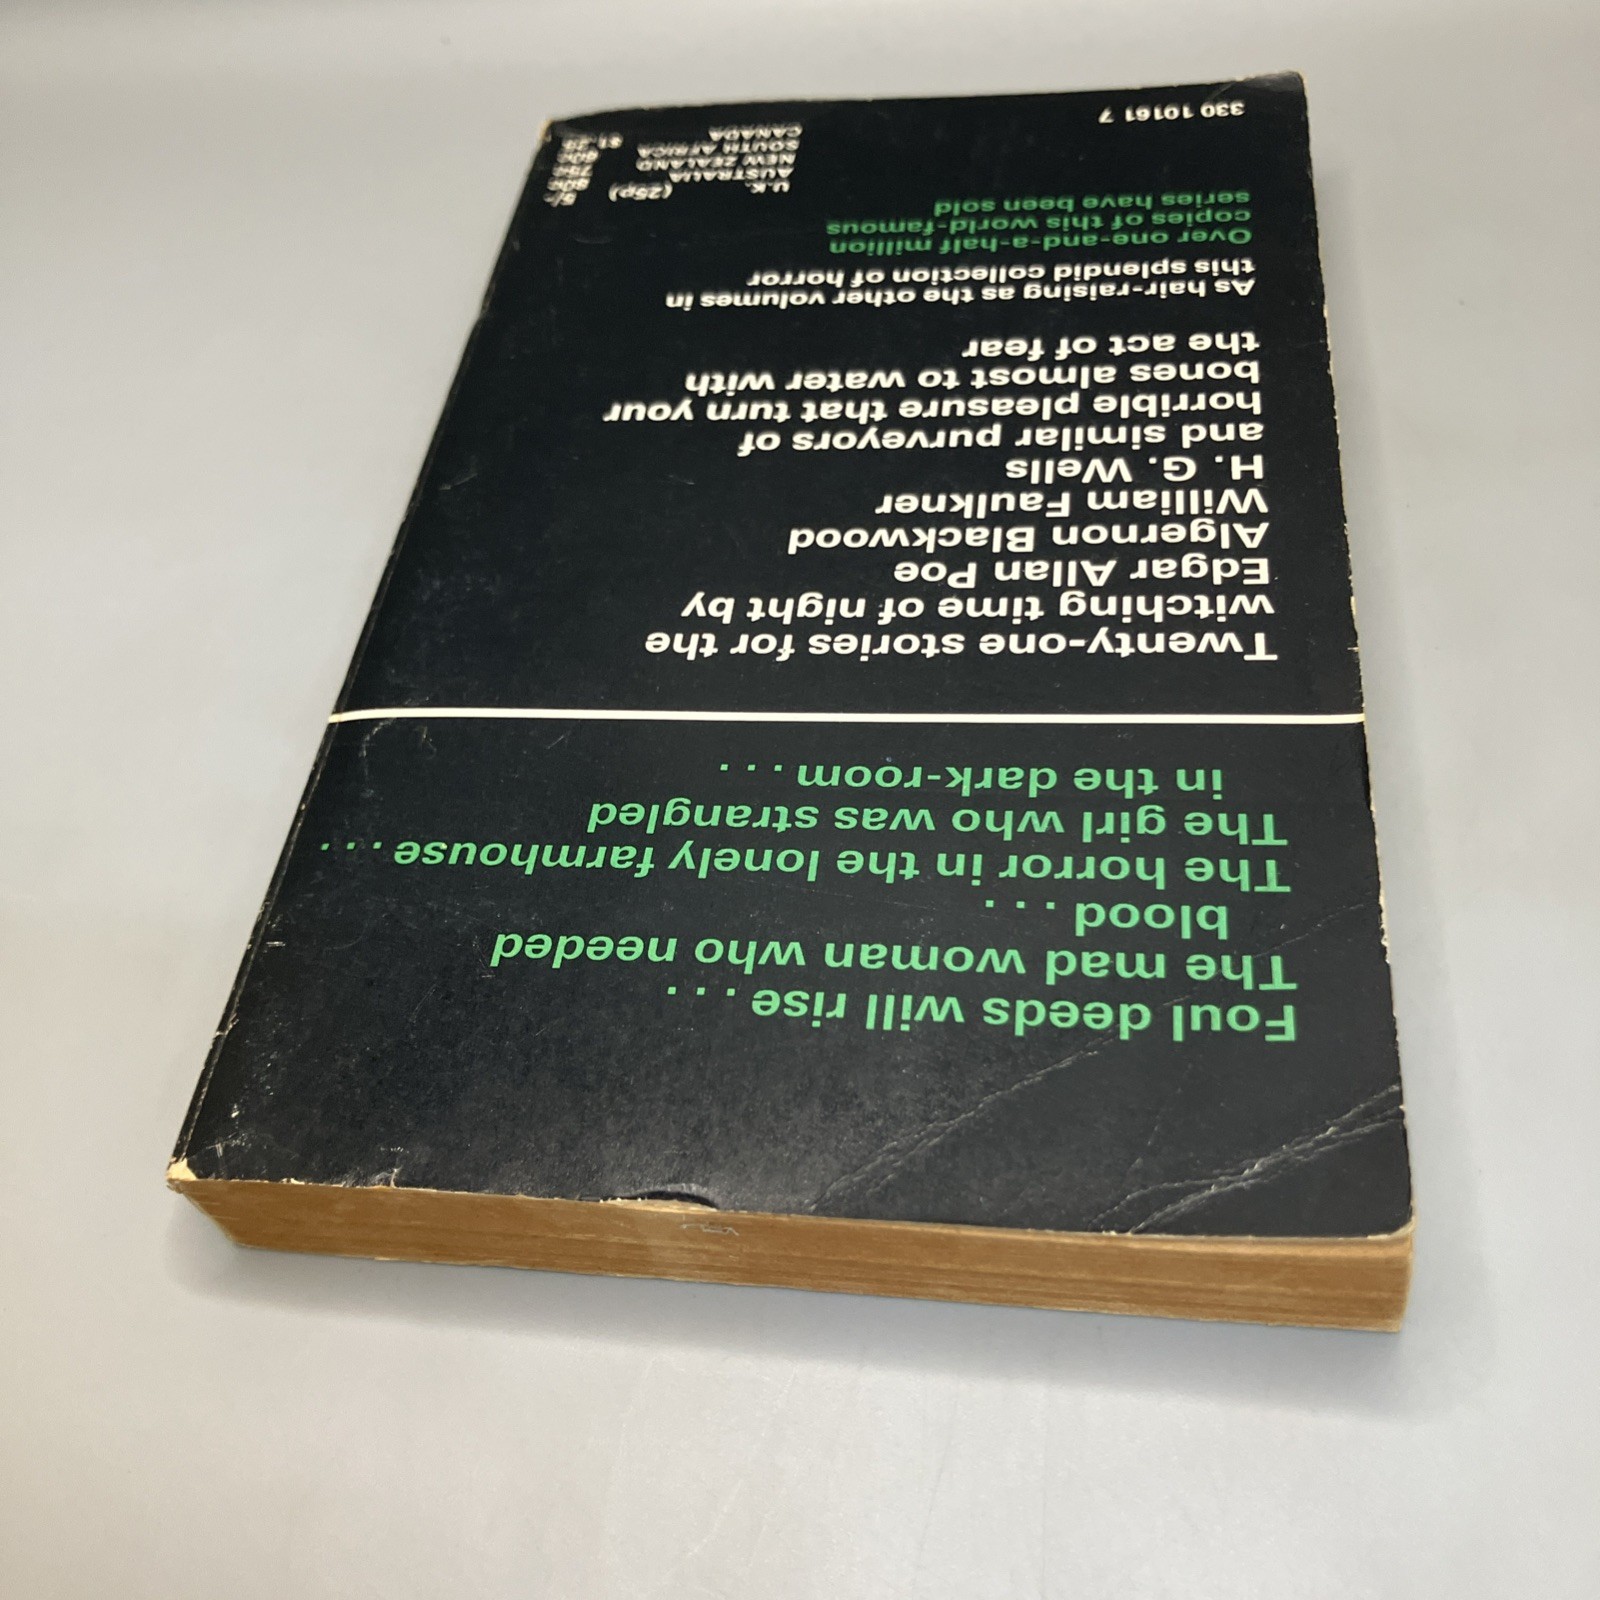 Foul deeds will rise . . .
The mad woman who needed
blood . . .
The horror in the lonely farmhouse . . .
The girl who was strangled
in the dark-room . . .
Twenty-one stories for the
witching time of night by
Edgar Allan Poe
Algernon Blackwood
William Faulkner
H. G. Wells
and similar purveyors of
horrible pleasure that turn your
bones almost to water with
the act of fear
As hair-raising as the other volumes in
this splendid collection of horror
Over one-and-a-half million
copies of this world-famous
series have been sold
U.K. (25p) 5/-
AUSTRALIA 80c
NEW ZEALAND 75c
SOUTH AFRICA 60c
CANADA
330 10161 7